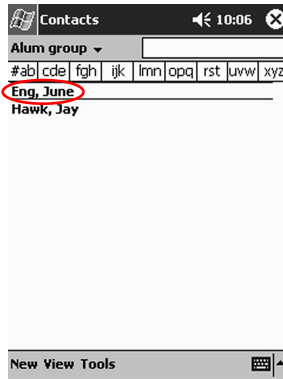 Contacts 10:06
Alum group
#ab cde fgh ijk lmn opq rst uvw xyz
Eng, June
Hawk, Jay
New View Tools